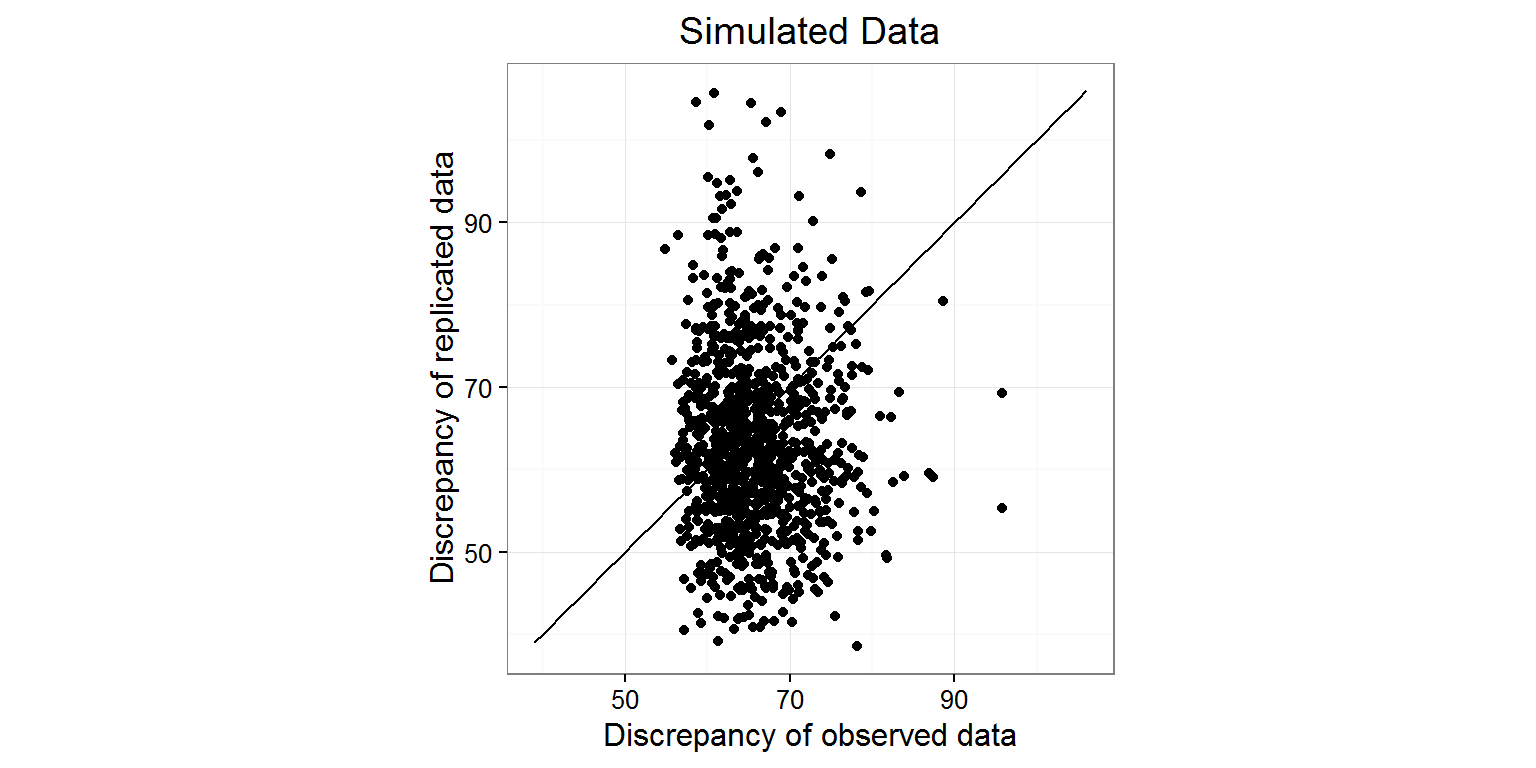 Simulated Data
Discrepancy of replicated data
90
70
50
50 70 90
Discrepancy of observed data